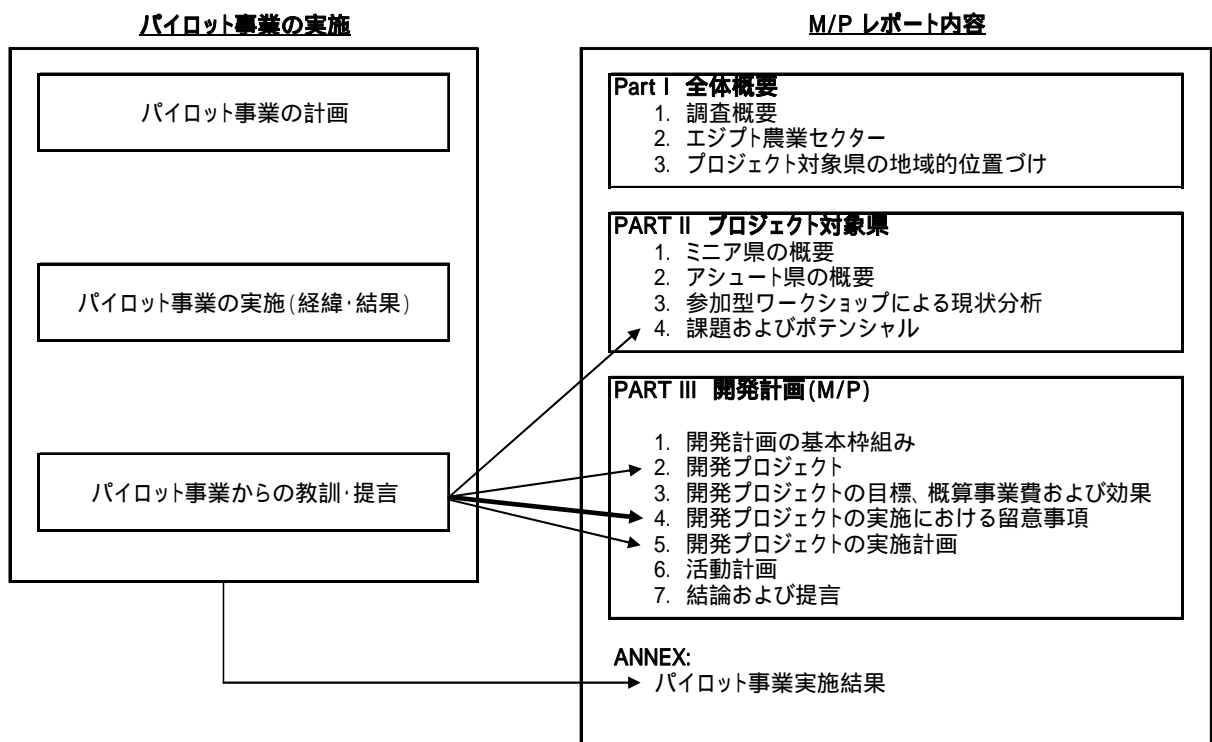 パイロット事業の実施
パイロット事業の計画
パイロット事業の実施(経緯・結果)
パイロット事業からの教訓・提言
M/P レポート内容
Part I 全体概要
1. 調査概要
2. エジプト農業セクター
3. プロジェクト対象県の地域的位置づけ
PART II プロジェクト対象県
1. ミニア県の概要
2. アシュート県の概要
3. 参加型ワークショップによる現状分析
4. 課題およびポテンシャル
PART III 開発計画(M/P)
1. 開発計画の基本枠組み
2. 開発プロジェクト
3. 開発プロジェクトの目標、概算事業費および効果
4. 開発プロジェクトの実施における留意事項
5. 開発プロジェクトの実施計画
6. 活動計画
7. 結論および提言
ANNEX:
パイロット事業実施結果